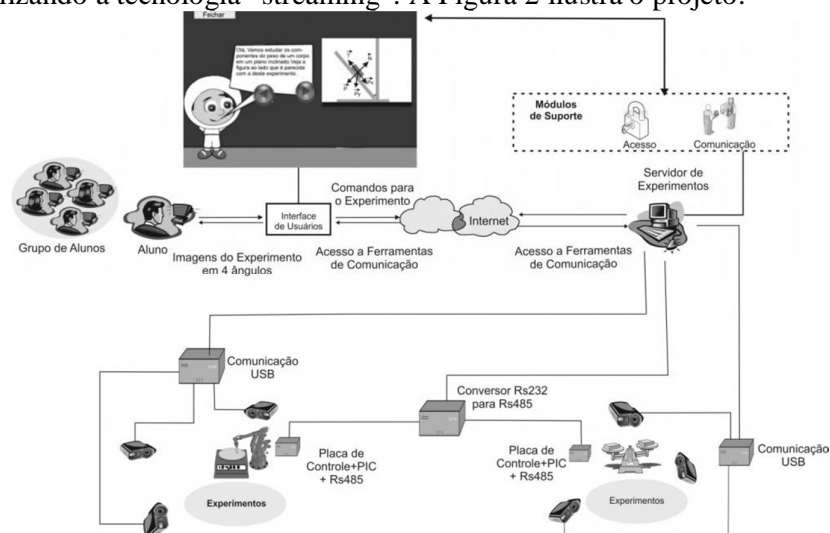 izando a tecnologia "streaming". A Figura 2 ilustra o projeto.
Fechar
Olá, Vamos estudar os com-
ponentes do peso de um corpo
em um plano inclinado.Veja a
figura ao lado que é parecida
com a deste experimento.
Módulos
de Suporte
Acesso
Comunicação
Servidor de
Experimentos
Grupo de Alunos
Aluno
Interface
de Usuários
Imagens do Experimento
em 4 ângulos
Comandos para
o Experimento
Internet
Acesso a Ferramentas
de Comunicação
Acesso a Ferramentas
de Comunicação
Comunicação
USB
Conversor Rs232
para Rs485
Placa de
Controle+PIC
+ Rs485
Experimentos
Placa de
Controle+PIC
+ Rs485
Experimentos
Comunicação
USB